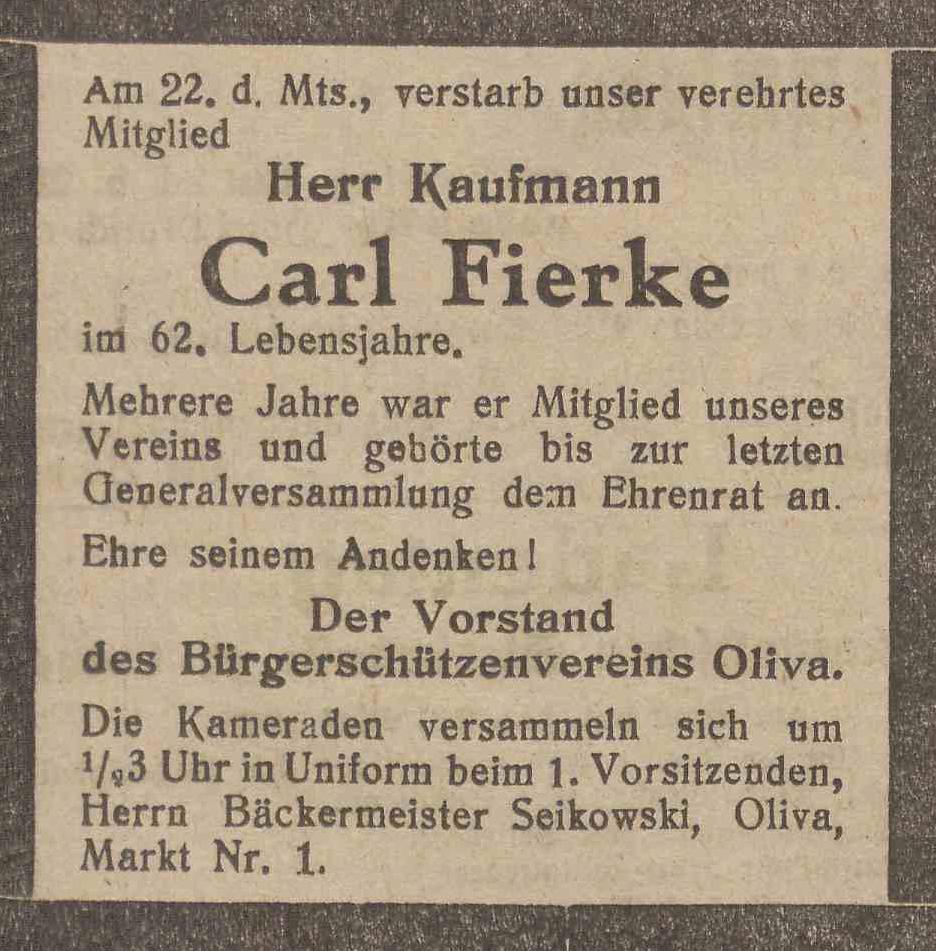 Am 22. d. Mts., verstarb unser verehrtes
Mitglied
Herr Kaufmann
Carl Fierke
im 62. Lebensjahre.
Mehrere Jahre war er Mitglied unseres
Vereins und gehörte bis zur letzten
Generalversammlung dem Ehrenrat an.
Ehre seinem Andenken!
Der Vorstand
des Bürgerschützenvereins Oliva.
Die Kameraden versammeln sich um
1/23 Uhr in Uniform beim 1. Vorsitzenden,
Herrn Bäckermeister Seikowski, Oliva,
Markt Nr. 1.